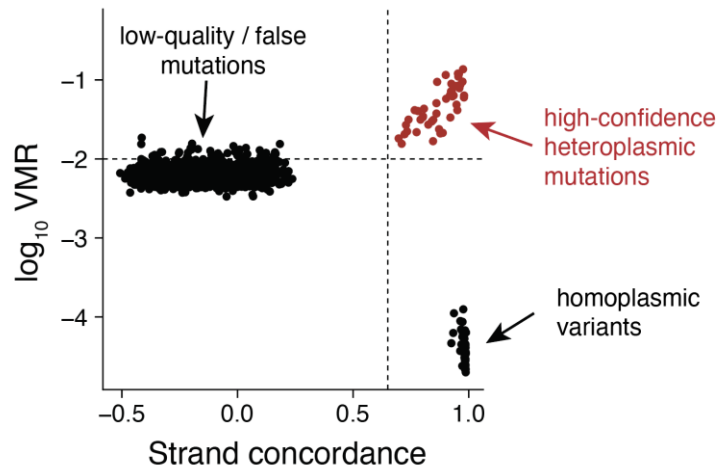 low-quality / false
mutations
high-confidence
heteroplasmic
mutations
homoplasmic
variants
log10 VMR
−1
−2
−3
−4
−0.5 0.0 0.5 1.0
Strand concordance